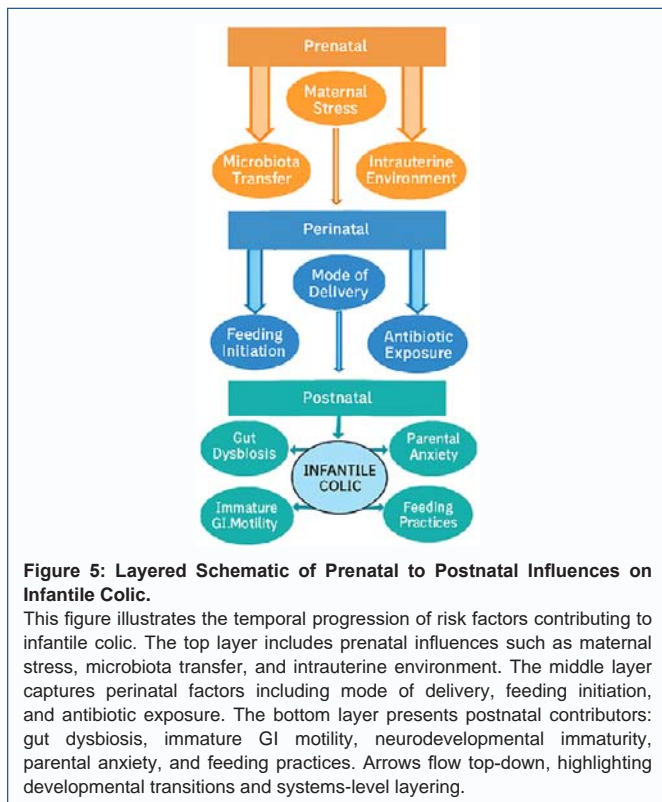 Prenatal
Maternal
Stress
Microbiota
Transfer
Intrauterine
Environment
Perinatal
Mode of
Delivery
Feeding
Initiation
Antibiotic
Exposure
Postnatal
Gut
Dysbiosis
Parental
Anxiety
INFANTILE
COLIC
Immature
GI.Motility
Feeding
Practices
Figure 5: Layered Schematic of Prenatal to Postnatal Influences on
Infantile Colic.
This figure illustrates the temporal progression of risk factors contributing to
infantile colic. The top layer includes prenatal influences such as maternal
stress, microbiota transfer, and intrauterine environment. The middle layer
captures perinatal factors including mode of delivery, feeding initiation,
and antibiotic exposure. The bottom layer presents postnatal contributors:
gut dysbiosis, immature GI motility, neurodevelopmental immaturity,
parental anxiety, and feeding practices. Arrows flow top-down, highlighting
developmental transitions and systems-level layering.